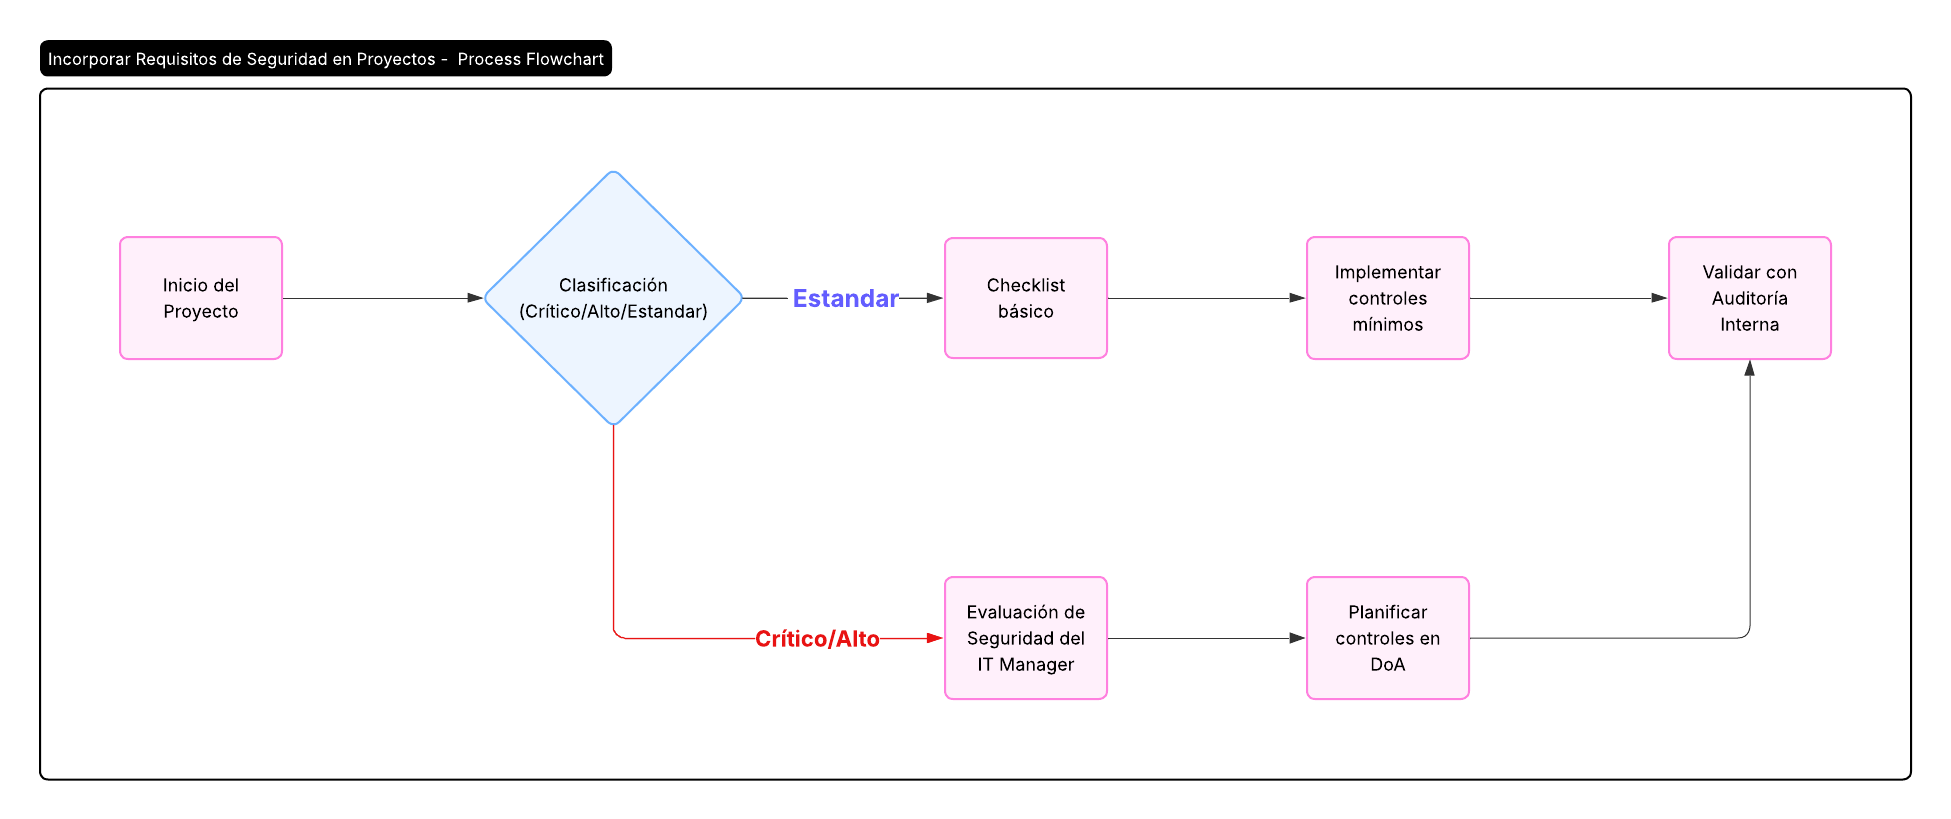 Incorporar Requisitos de Seguridad en Proyectos -  Process Flowchart
Inicio del
Proyecto
Clasificación
(Crítico/Alto/Estandar)
Estandar
Checklist
básico
Implementar
controles
mínimos
Validar con
Auditoría
Interna
Crítico/Alto
Evaluación de
Seguridad del
IT Manager
Planificar
controles en
DoA